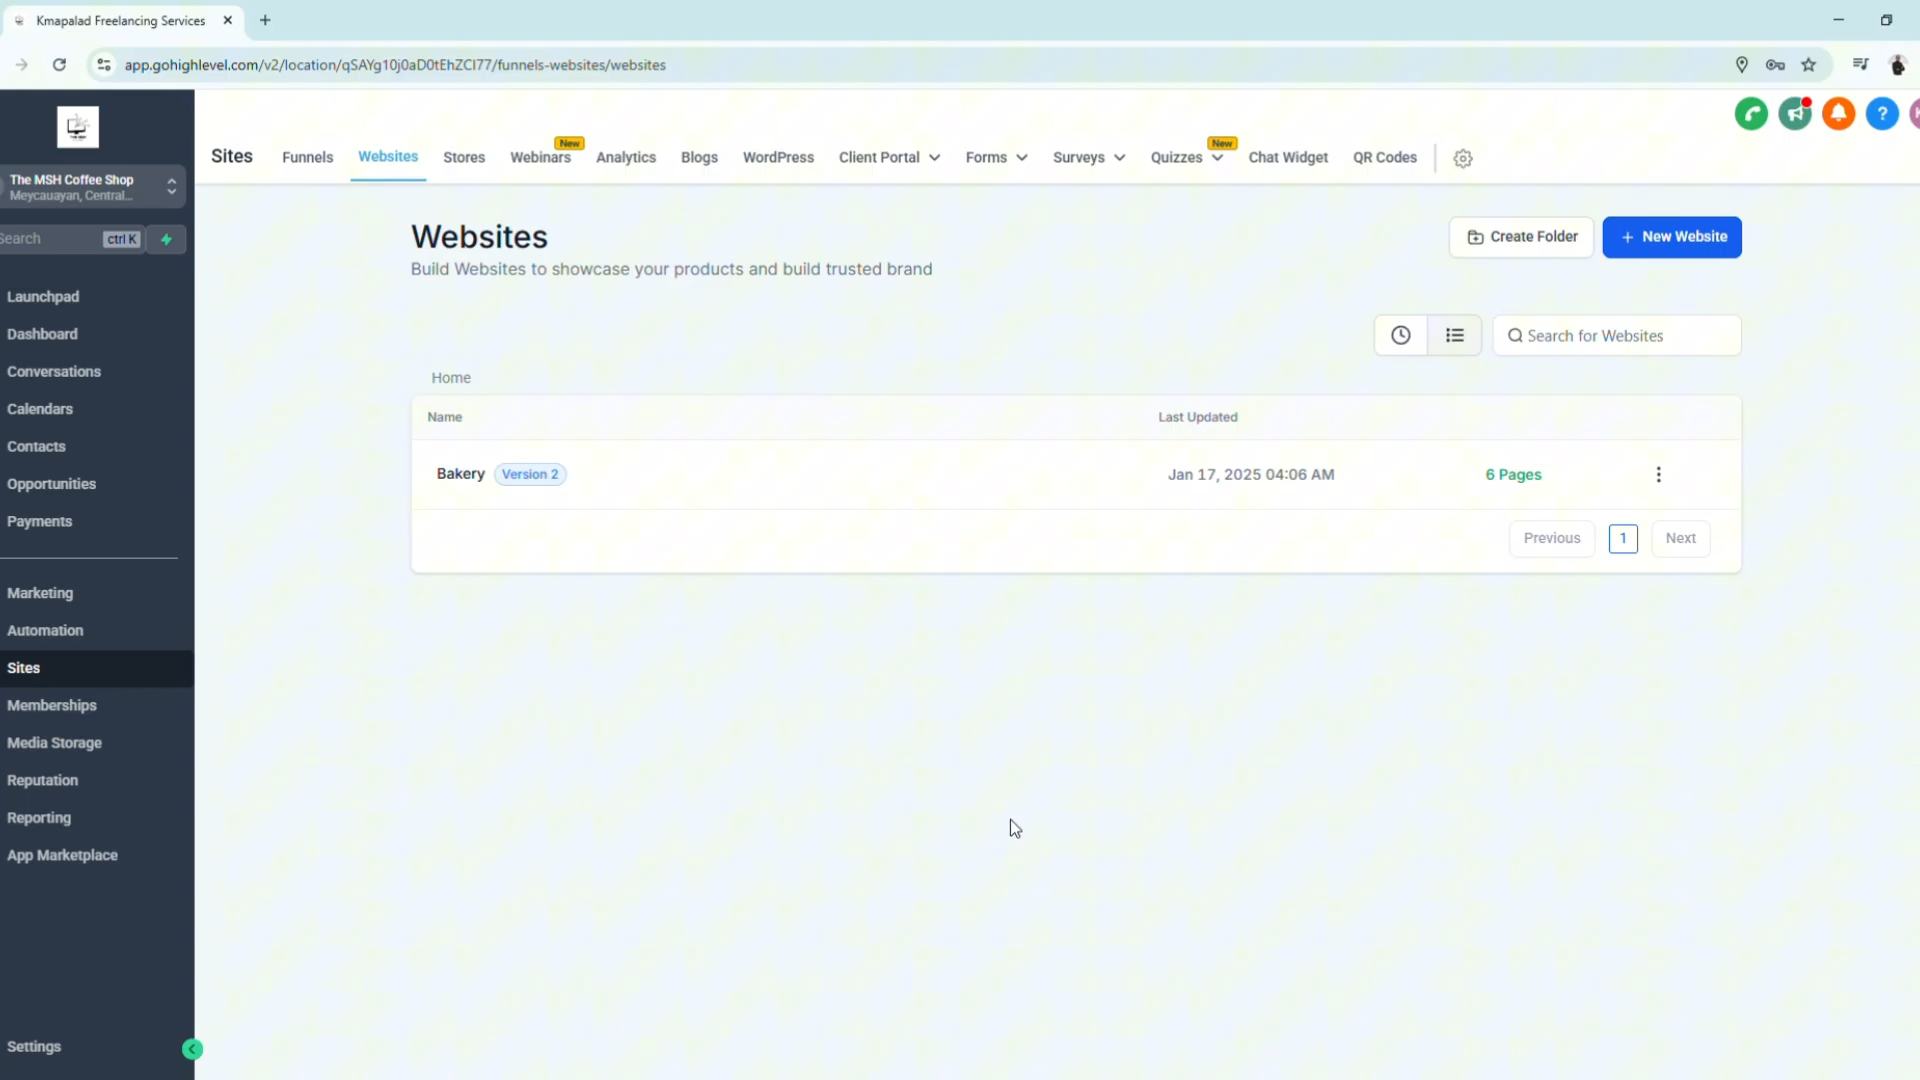 Kmapalad Freelancing Services
app.gohighlevel.com/v2/location/qSAYg10j0aD0tEhZCI77/funnels-websites/websites
The MSH Coffee Shop
Meycauayan, Central...
Search ctrl K
Launchpad
Dashboard
Conversations
Calendars
Contacts
Opportunities
Payments
Marketing
Automation
Sites
Memberships
Media Storage
Reputation
Reporting
App Marketplace
Settings
New New
Sites Funnels Websites Stores Webinars Analytics Blogs WordPress Client Portal Forms Surveys Quizzes Chat Widget QR Codes
Websites
Build Websites to showcase your products and build trusted brand
Create Folder + New Website
Search for Websites
Home
Name Last Updated
Bakery Version 2 Jan 17, 2025 04:06 AM 6 Pages
Previous 1 Next